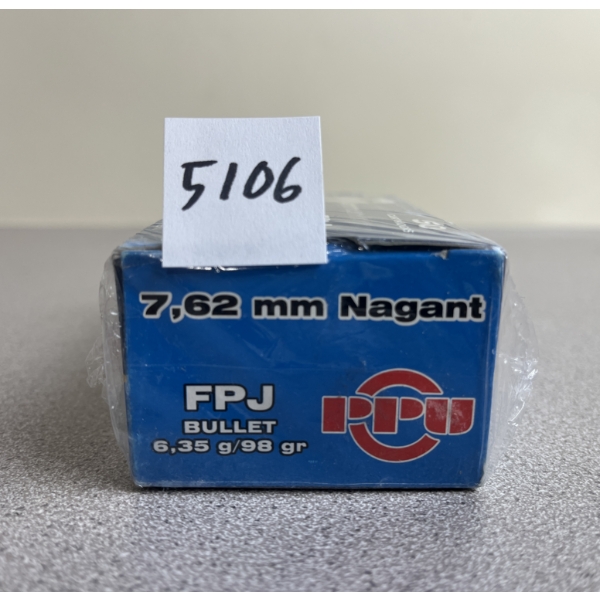 5106
7,62 mm Nagant
FPJ
BULLET
6,35 g/98 gr
PPU